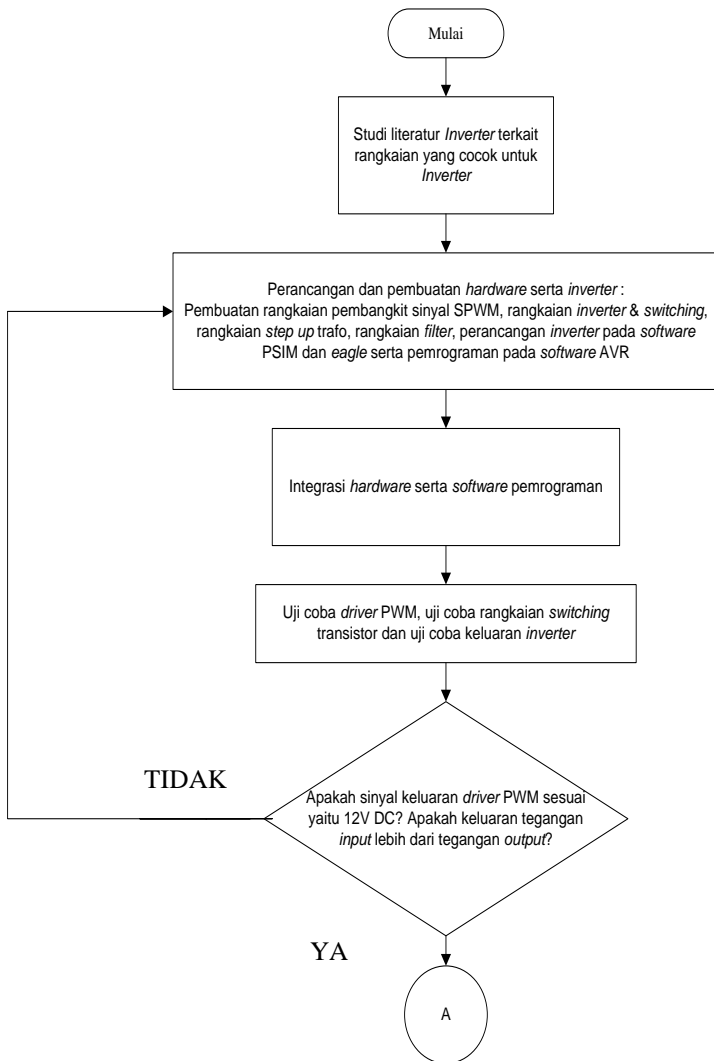 Mulai
Studi literatur Inverter terkait
rangkaian yang cocok untuk
Inverter
Perancangan dan pembuatan hardware serta inverter :
Pembuatan rangkaian pembangkit sinyal SPWM, rangkaian inverter & switching,
rangkaian step up trafo, rangkaian filter, perancangan inverter pada software
PSIM dan eagle serta pemrograman pada software AVR
Integrasi hardware serta software pemrograman
Uji coba driver PWM, uji coba rangkaian switching
transistor dan uji coba keluaran inverter
TIDAK
Apakah sinyal keluaran driver PWM sesuai
yaitu 12V DC? Apakah keluaran tegangan
input lebih dari tegangan output?
YA
A